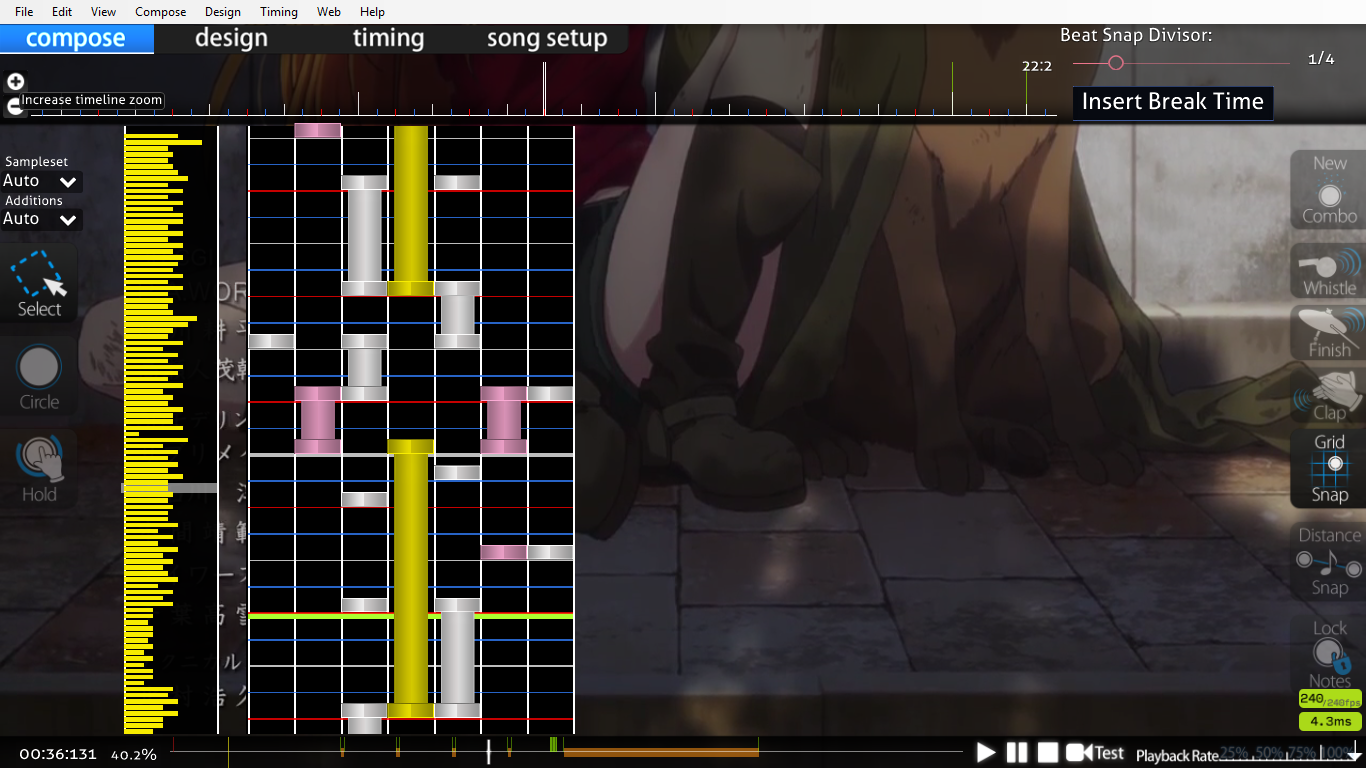 File Edit View Compose Design Timing Web Help
compose design timing song setup
Beat Snap Divisor:
22:2
1/4
Increase timeline zoom
Insert Break Time
Sampleset
Auto
Additions
Auto
Select
Circle
Hold
WOR
New
Combo
Whistle
Finish
Clap
Grid
Snap
Distance
Snap
Lock
Notes
240/240fps
4.3ms
00:36:131 40.2%
Test
Playback Rate 25% 50% 75% 100%